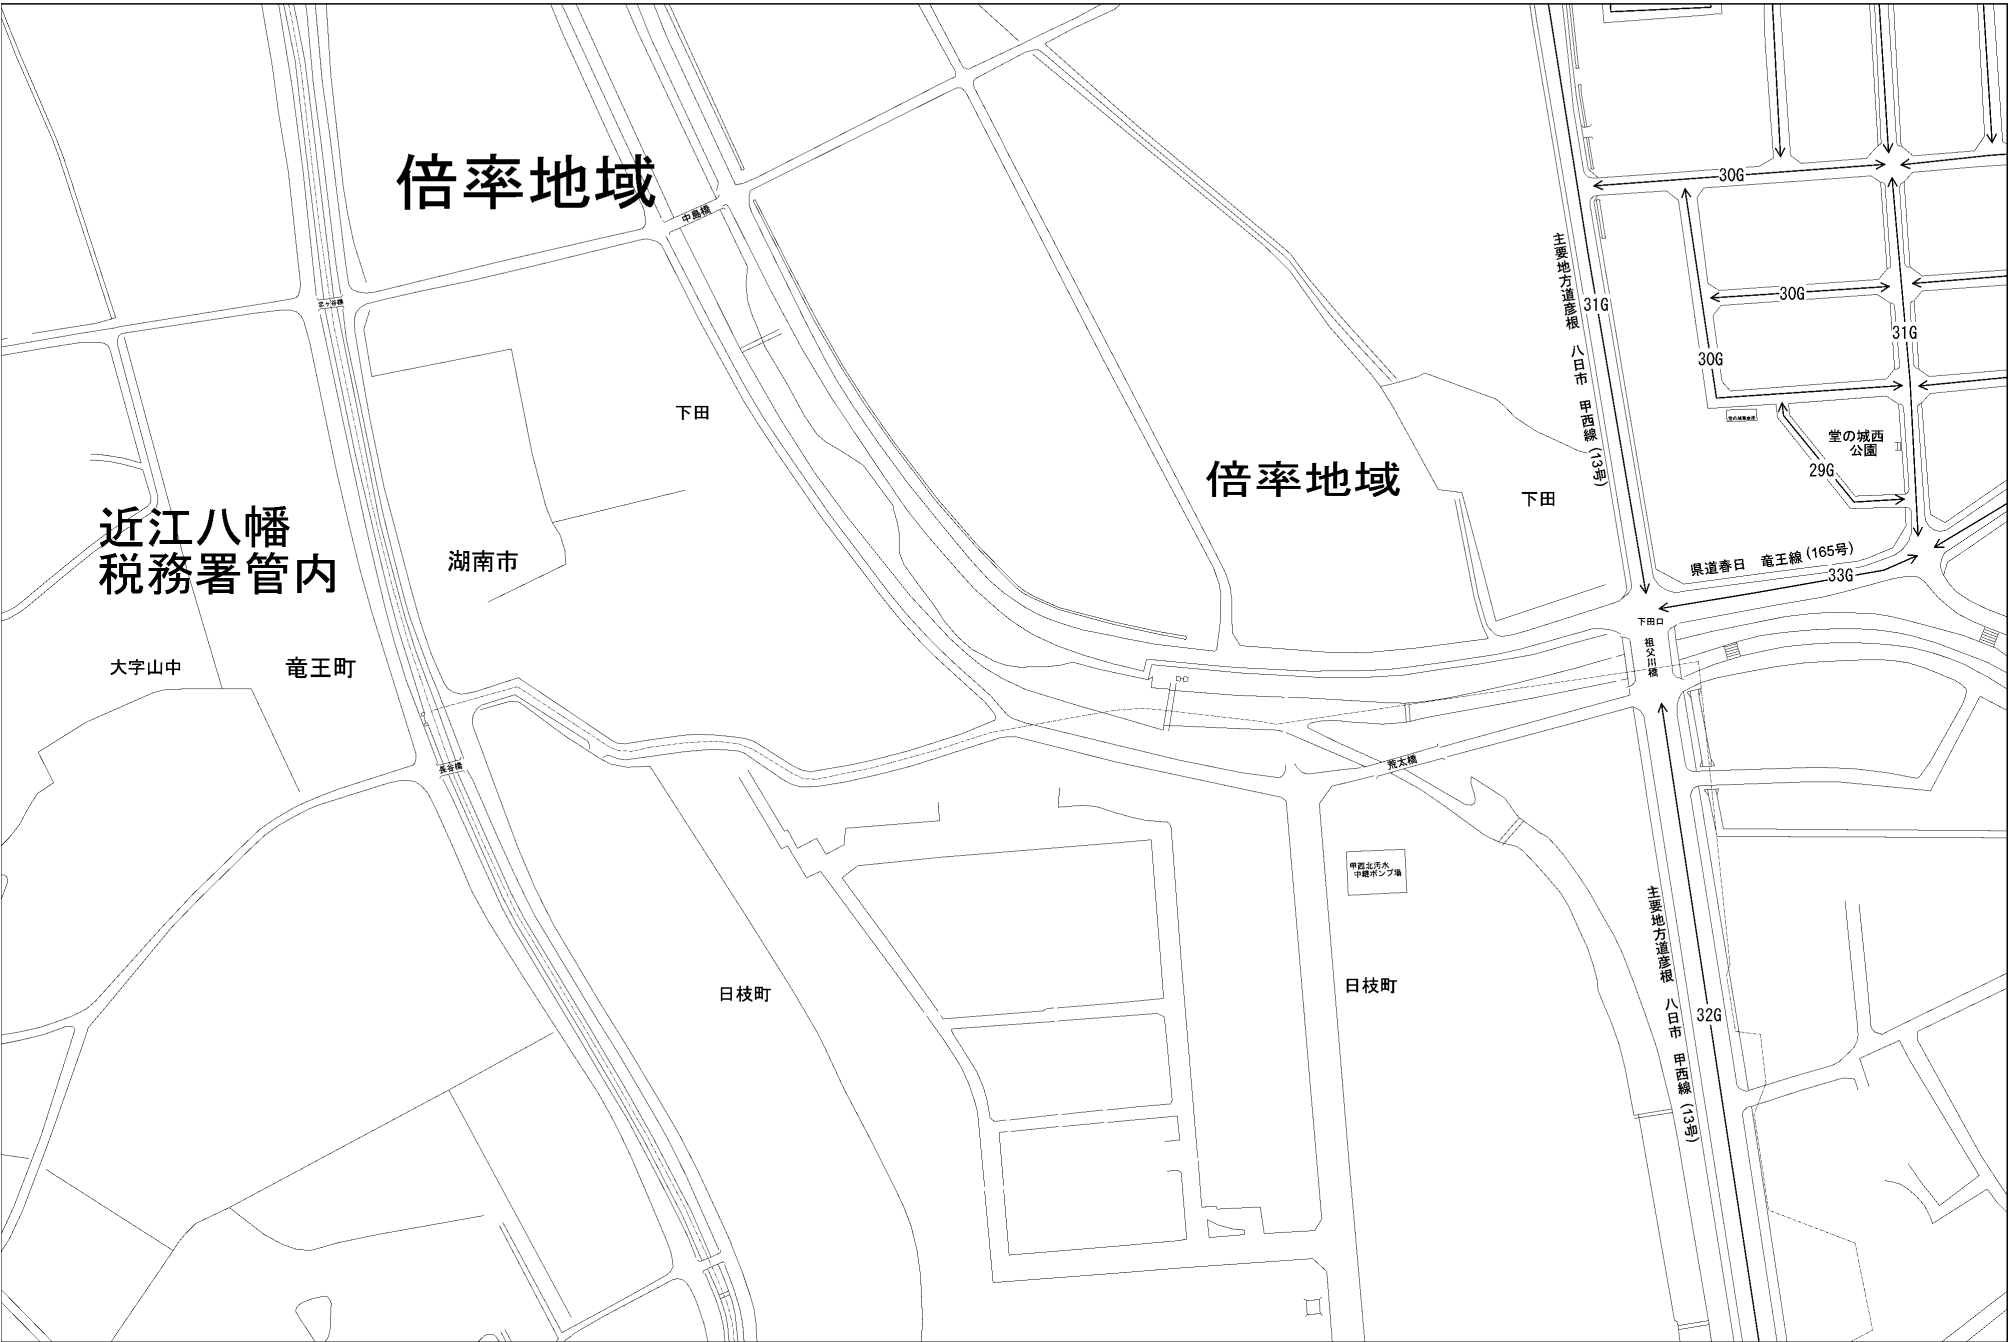 30G
倍率地域
中島橋
主要地方道彦根　八日市　甲西線 (13号)
31G
30G
31G
30G
下田
堂の城西
公園
29G
倍率地域
下田
近江八幡
税務署管内
湖南市
県道春日　竜王線 (165号)
33G
下田口
祖父川橋
大字山中
竜王町
長谷橋
荒太橋
甲西北汚水
中継ポンプ場
主要地方道彦根　八日市　甲西線 (13号)
日枝町
日枝町
32G